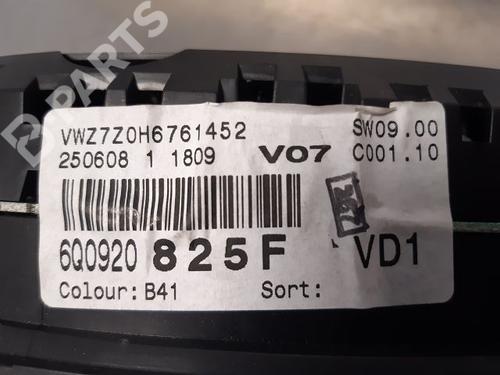 B-PARTS
VWZ7Z0H6761452 SW09.00
250608 1 1809 V07 C001.10
6Q0920 825F VD1
Colour:B41 Sort: